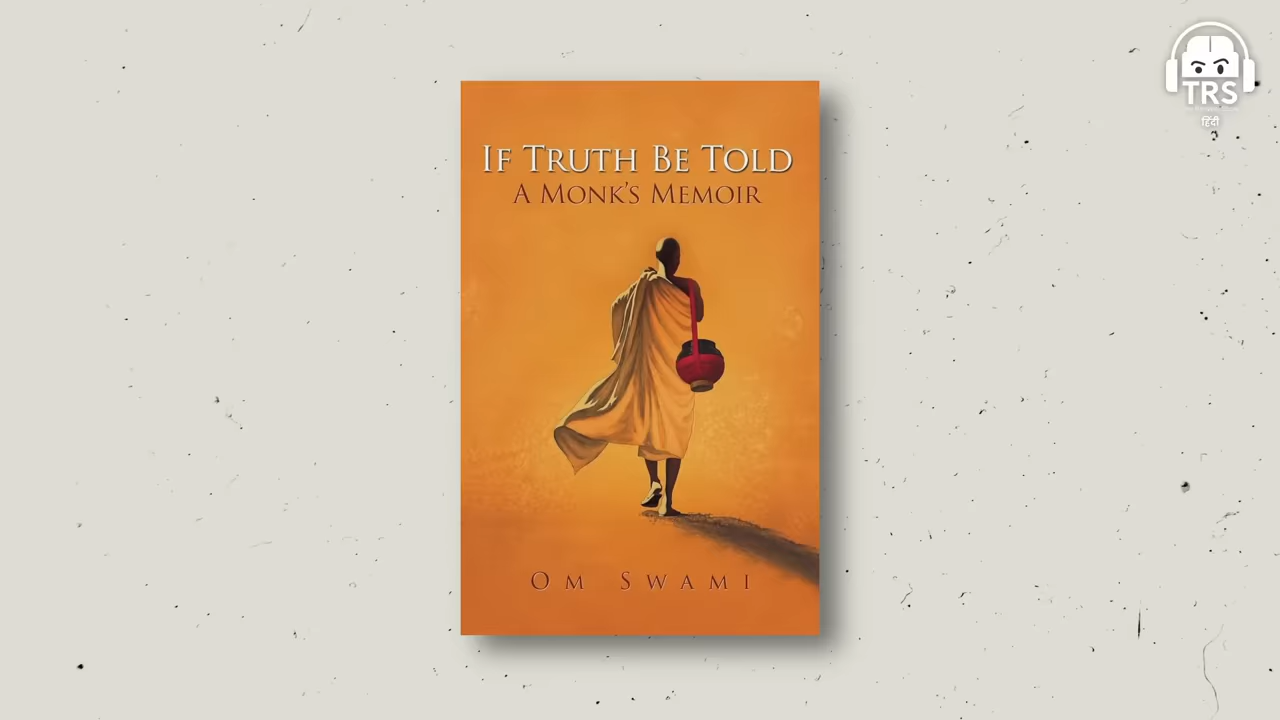 IF TRUTH BE TOLD
A MONK'S MEMOIR
OM SWAMI
TRS
हिंदी